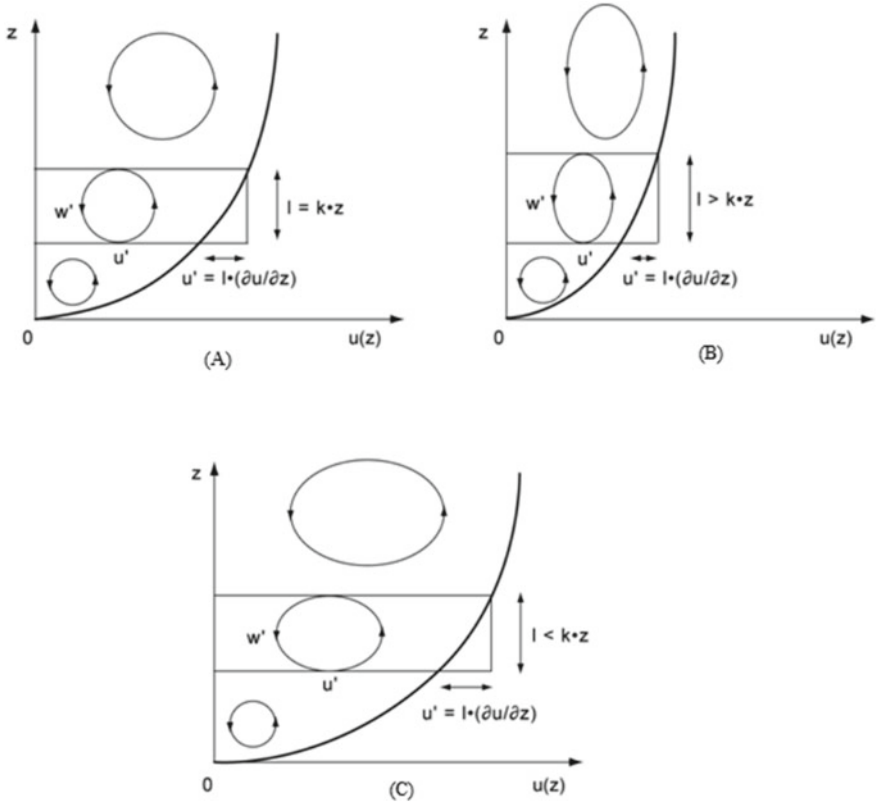 z
w'
l = k•z
u'
u' = l•(∂u/∂z)
0
u(z)
(A)
z
w'
l > k•z
u'
u' = l•(∂u/∂z)
0
u(z)
(B)
z
w'
l < k•z
u'
u' = l•(∂u/∂z)
0
u(z)
(C)